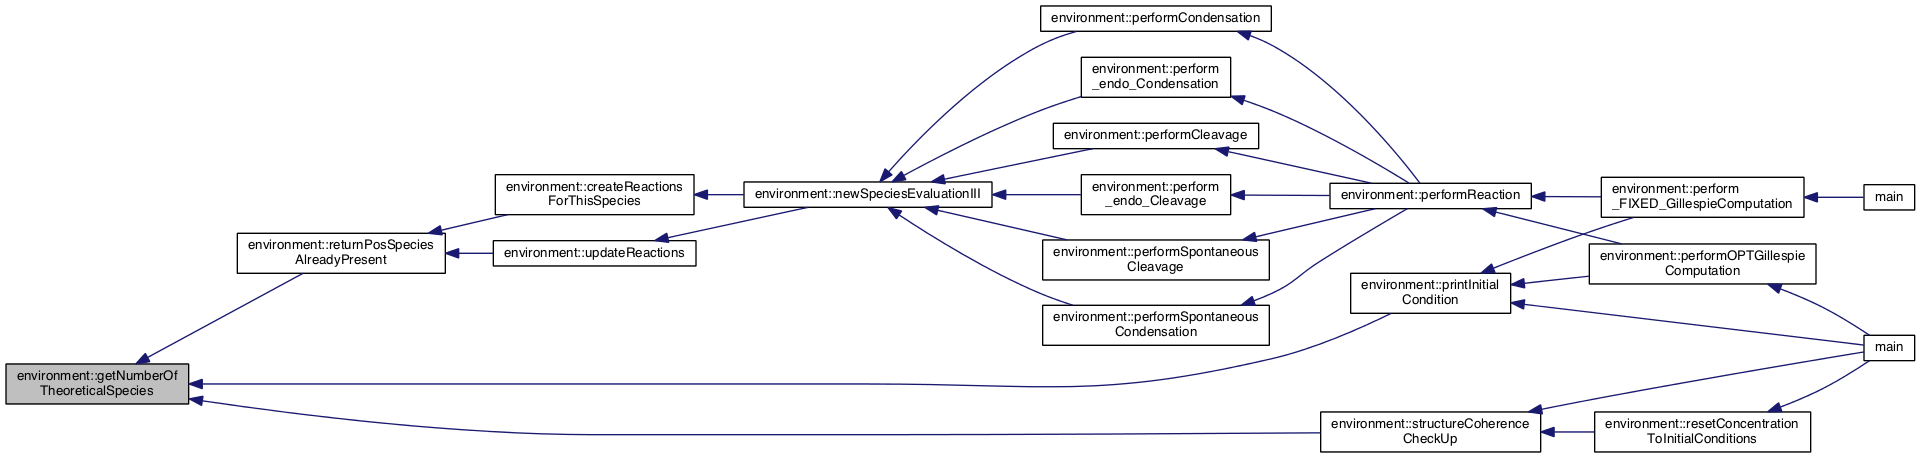 environment::getNumberOf
TheoreticalSpecies
environment::returnPosSpecies
AlreadyPresent
environment::createReactions
ForThisSpecies
environment::updateReactions
environment::newSpeciesEvaluationIII
environment::performCondensation
environment::perform
_endo_Condensation
environment::performCleavage
environment::perform
_endo_Cleavage
environment::performSpontaneous
Cleavage
environment::performSpontaneous
Condensation
environment::performReaction
environment::printInitial
Condition
environment::structureCoherence
CheckUp
environment::perform
_FIXED_GillespieComputation
environment::performOPTGillespie
Computation
environment::resetConcentration
ToInitialConditions
main
main